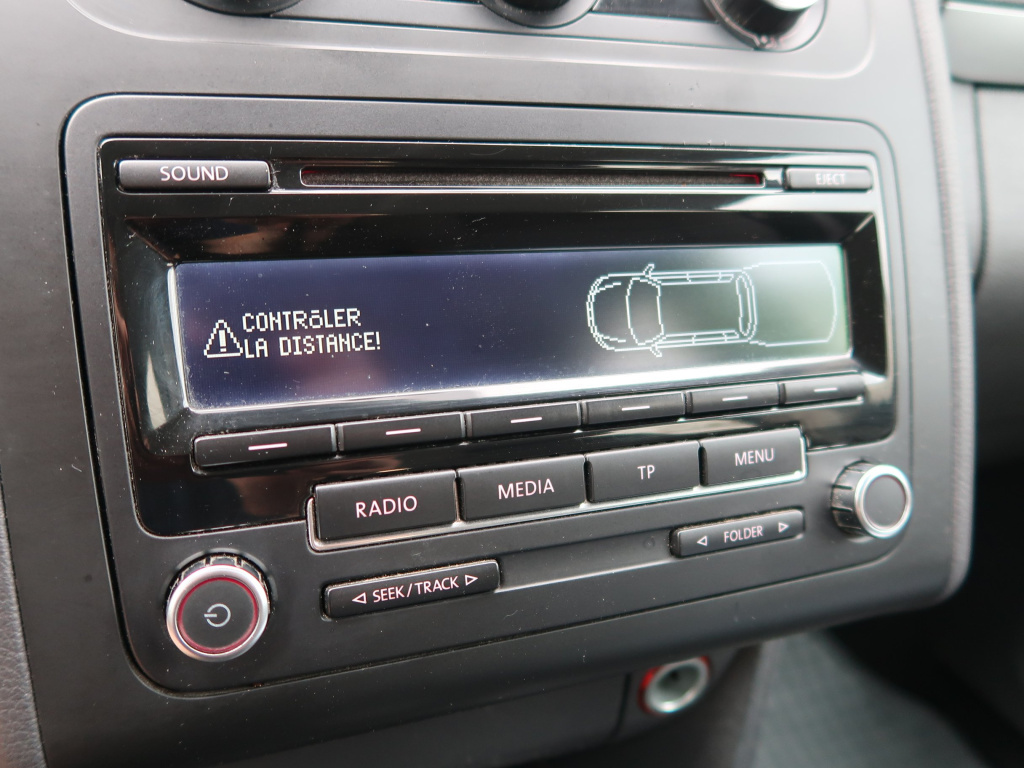 SOUND
EJECT
CONTRôLER
LA DISTANCE!
RADIO
MEDIA
TP
MENU
SEEK/TRACK
FOLDER